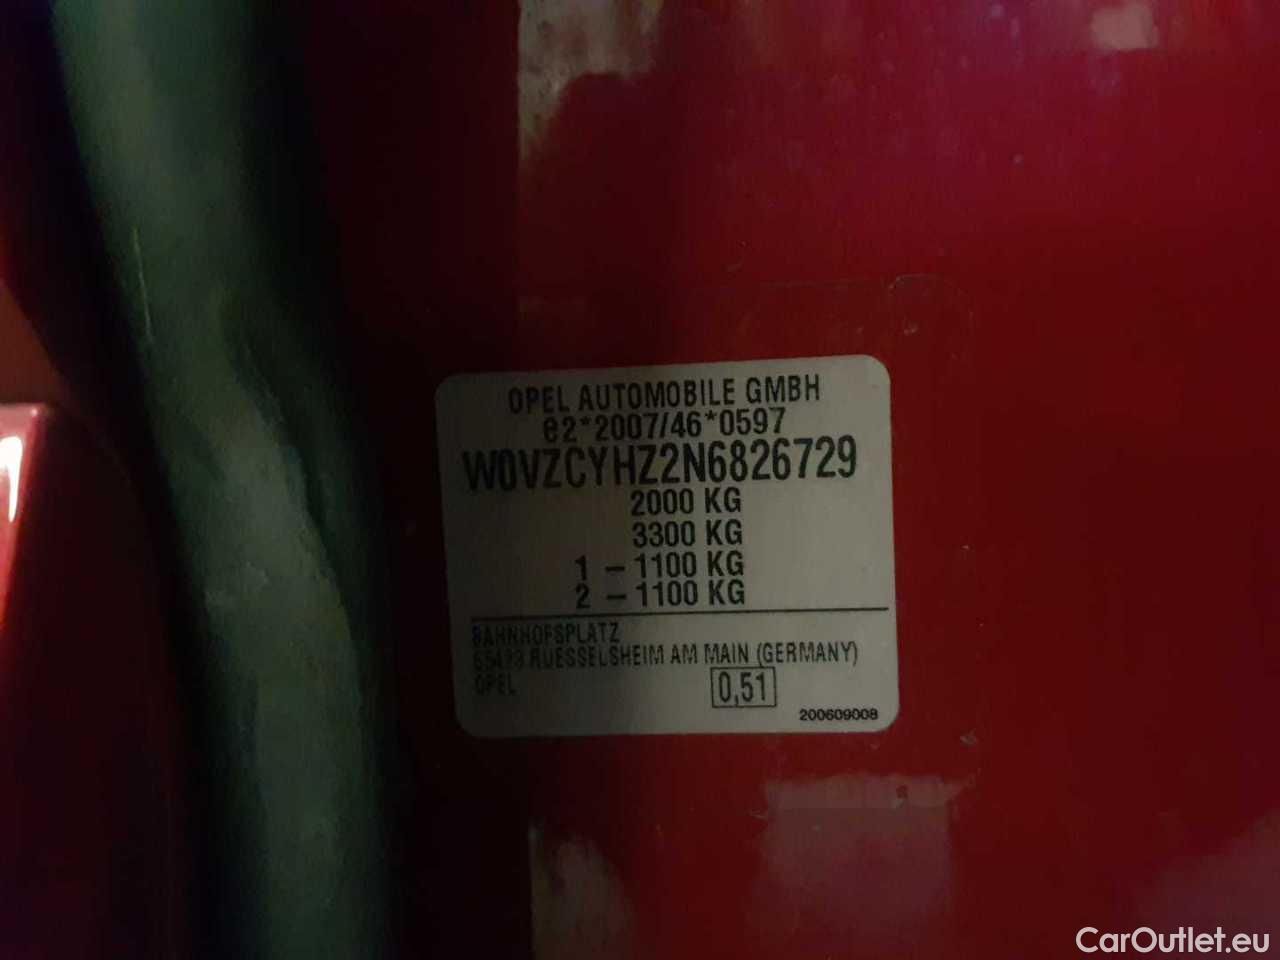 OPEL AUTOMOBILE GMBH
e2*2007/46*0597
W0VZCYHZ2N6826729
2000 KG
3300 KG
1 – 1100 KG
2 – 1100 KG
BAHNHOFSPLATZ
65423 RUESSELSHEIM AM MAIN (GERMANY)
OPEL
0,51
200609008
CarOutlet.eu